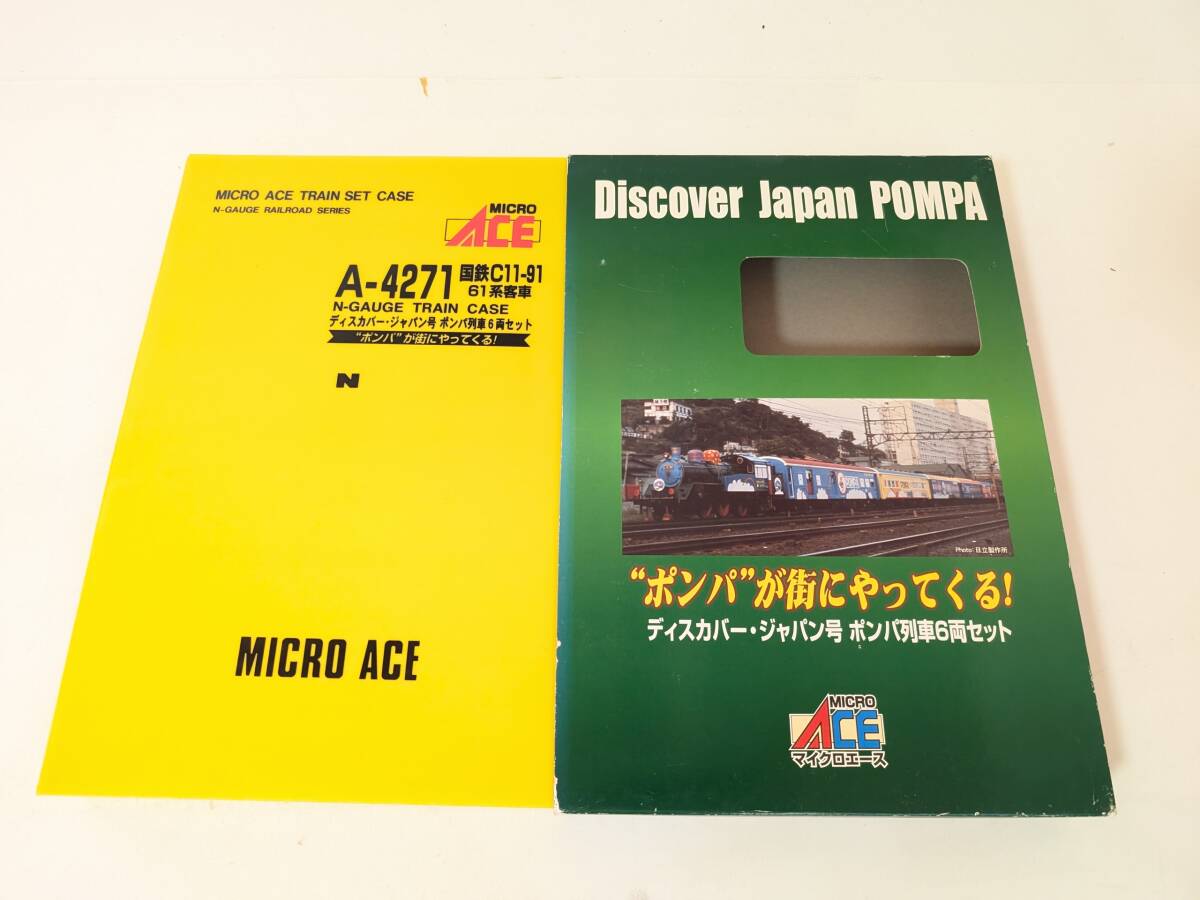 MICRO ACE TRAIN SET CASE
N-GAUGE RAILROAD SERIES
MICRO
ACE
A-4271 国鉄C11-91
61系客車
N-GAUGE TRAIN CASE
ディスカバー・ジャパン号 ポンパ列車6両セット
"ポンパ"が街にやってくる!
N
MICRO ACE
Discover Japan POMPA
Photo:日立製作所
"ポンパ"が街にやってくる!
ディスカバー・ジャパン号 ポンパ列車6両セット
MICRO
ACE
マイクロエース